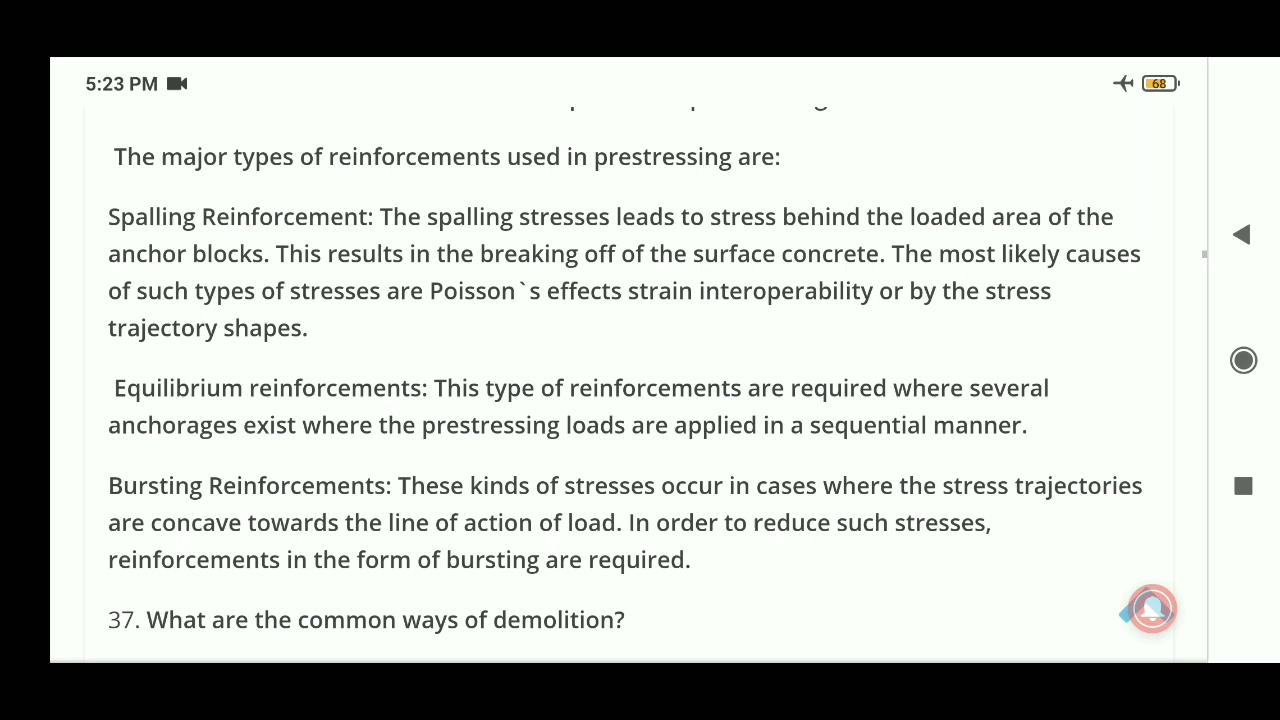 5:23 PM
68
The major types of reinforcements used in prestressing are:
Spalling Reinforcement: The spalling stresses leads to stress behind the loaded area of the
anchor blocks. This results in the breaking off of the surface concrete. The most likely causes
of such types of stresses are Poisson`s effects strain interoperability or by the stress
trajectory shapes.
Equilibrium reinforcements: This type of reinforcements are required where several
anchorages exist where the prestressing loads are applied in a sequential manner.
Bursting Reinforcements: These kinds of stresses occur in cases where the stress trajectories
are concave towards the line of action of load. In order to reduce such stresses,
reinforcements in the form of bursting are required.
37. What are the common ways of demolition?